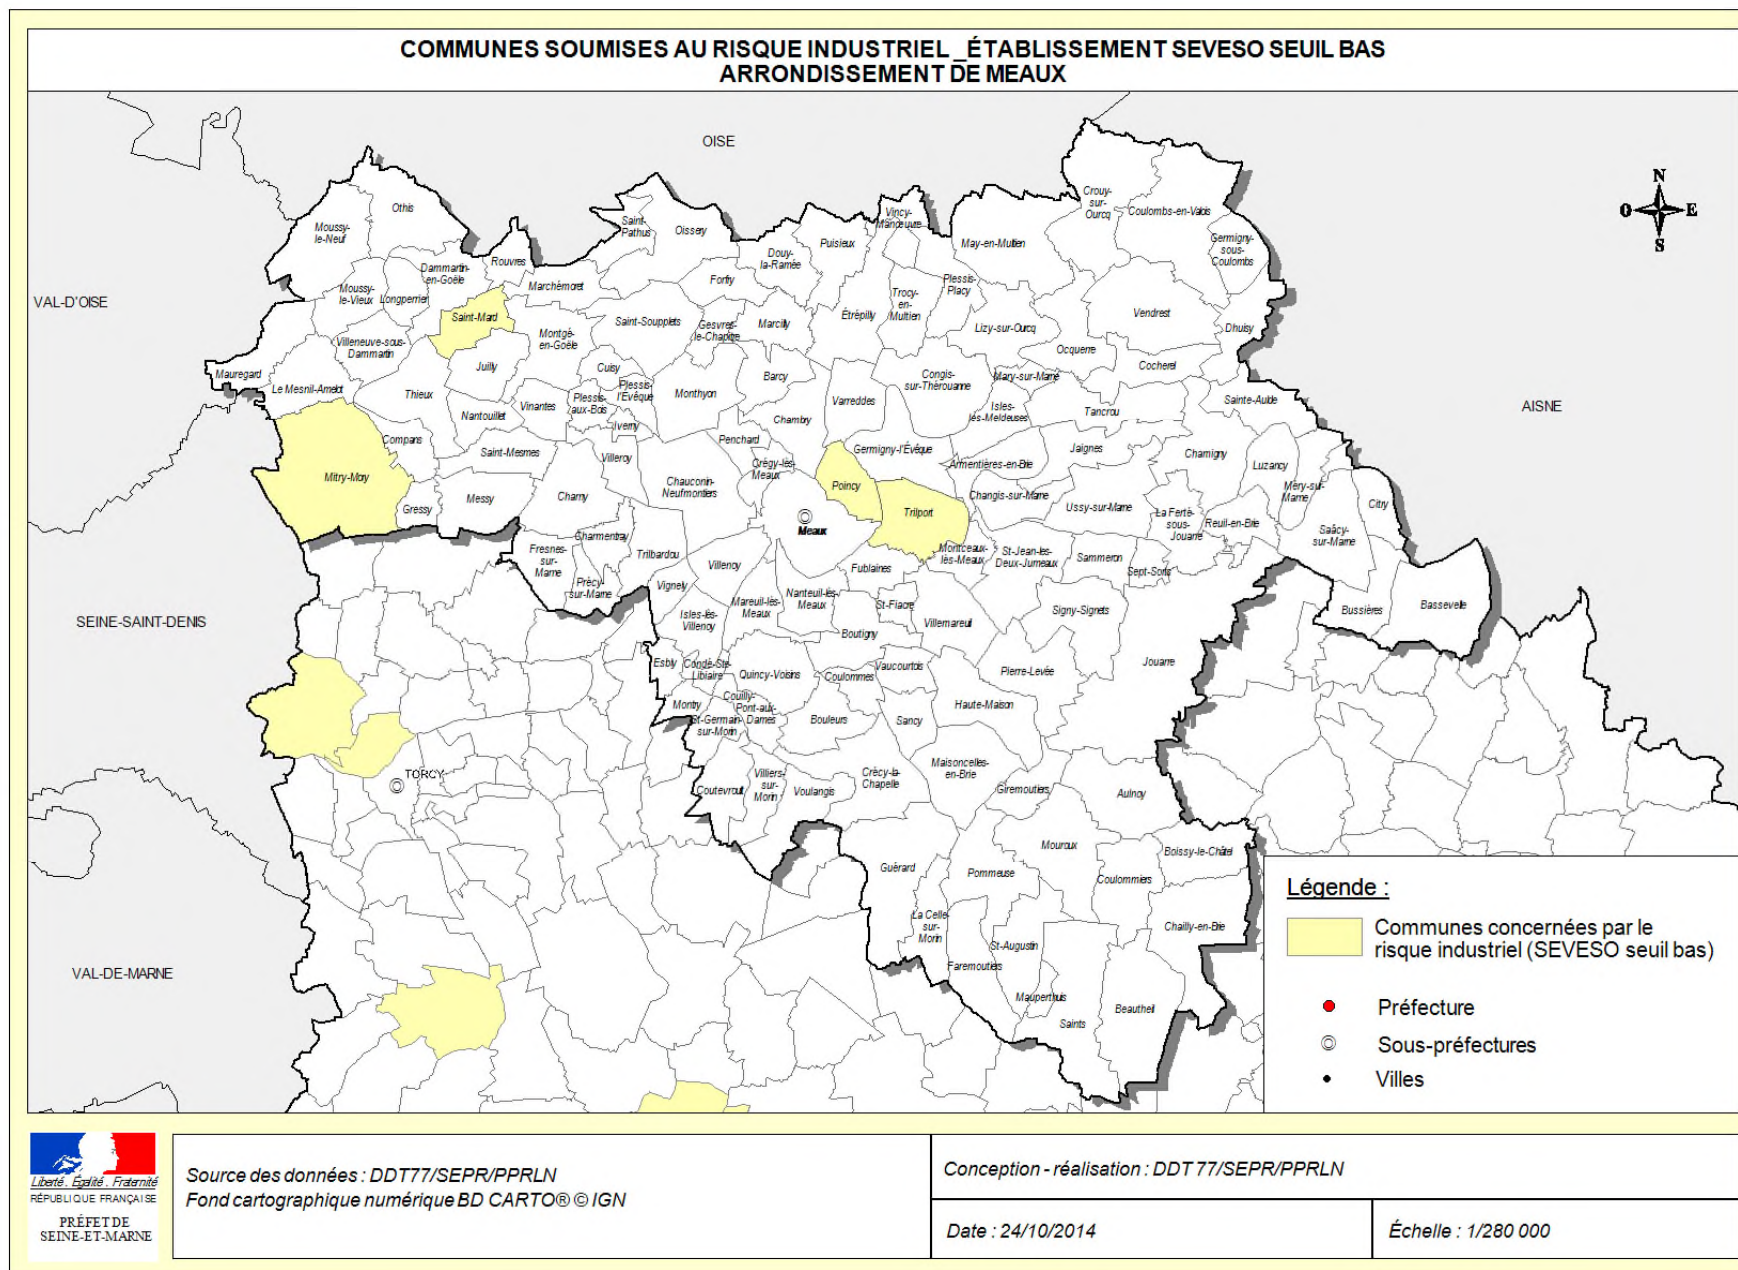 COMMUNES SOUMISES AU RISQUE INDUSTRIEL _ÉTABLISSEMENT SEVESO SEUIL BAS
ARRONDISSEMENT DE MEAUX
OISE
VAL-D'OISE
AISNE
SEINE-SAINT-DENIS
VAL-DE-MARNE
N
O
E
S
Othis
Moussy-
le-Neuf
Saint-
Pathus
Oissery
Vincy-
Manœuvre
Crouy-
sur-
Ourcq
Coulombs-en-Valois
Puisieux
May-en-Multien
Germigny-
sous-
Coulombs
Douy-
la-Ramée
Rouvres
Dammartin-
en-Goële
Marchémoret
Forfry
Moussy-
le-Vieux
Longperrier
Plessis-
Placy
Trocy-
en-
Multien
Saint-Mard
Étrépilly
Vendrest
Saint-Soupplets
Gesvres-
le-Chapitre
Marcilly
Lizy-sur-Ourcq
Dhuisy
Montgé-
en-Goële
Villeneuve-sous-
Dammartin
Ocquerre
Cocherel
Mauregard
Le Mesnil-Amelot
Juilly
Cuisy
Barcy
Congis-
sur-Thérouanne
Mary-sur-Marne
Thieux
Plessis-
l'Evêque
Monthyon
Nantouillet
Vinantes
Plessis-
aux-Bois
Varreddes
Isles-
lès-Meldeuses
Tancrou
Sainte-Aulde
Iverny
Chambry
Compans
Saint-Mesmes
Villeroy
Penchard
Germigny-l'Évêque
Jaignes
Chamigny
Mitry-Mory
Crégy-lès-
Meaux
Armentières-en-Brie
Luzancy
Chauconin-
Neufmontiers
Poincy
Méry-sur-
Marne
Messy
Charny
Changis-sur-Marne
Ussy-sur-Marne
Citry
Gressy
Trilport
La Ferté-
sous-
Jouarre
Reuil-en-Brie
Meaux
Saâcy-
sur-Marne
Charmentray
Fresnes-
sur-
Marne
Trilbardou
Montceaux-
lès-Meaux
St-Jean-les-
Deux-Jumeaux
Sammeron
Sept-Sorts
Villenoy
Fublaines
Précy-
sur-Marne
Vignely
Mareuil-lès-
Meaux
Nanteuil-lès-
Meaux
St-Fiacre
Signy-Signets
Bussières
Bassevelle
Isles-lès-
Villenoy
Villemareuil
Boutigny
Esbly
Condé-Ste-
Libiaire
Quincy-Voisins
Coulommes
Vaucourtois
Pierre-Levée
Jouarre
Montry
Couilly-
Pont-aux-
Dames
St-Germain-
sur-Morin
Bouleurs
Sancy
Haute-Maison
TORCY
Coutevroult
Villiers-
sur-
Morin
Voulangis
Crécy-la-
Chapelle
Maisoncelles-
en-Brie
Giremoutiers
Aulnoy
Guérard
Pommeuse
Mouroux
Boissy-le-Châtel
Coulommiers
La Celle-
sur-
Morin
Chailly-en-Brie
St-Augustin
Faremoutiers
Mauperthuis
Saints
Beautheil
Légende :
Communes concernées par le
risque industriel (SEVESO seuil bas)
Préfecture
Sous-préfectures
Villes
Liberté . Égalité . Fraternité
RÉPUBLIQUE FRANÇAISE
PRÉFET DE
SEINE-ET-MARNE
Source des données : DDT77/SEPR/PPRLN
Fond cartographique numérique BD CARTO® © IGN
Conception - réalisation : DDT 77/SEPR/PPRLN
Date : 24/10/2014
Échelle : 1/280 000